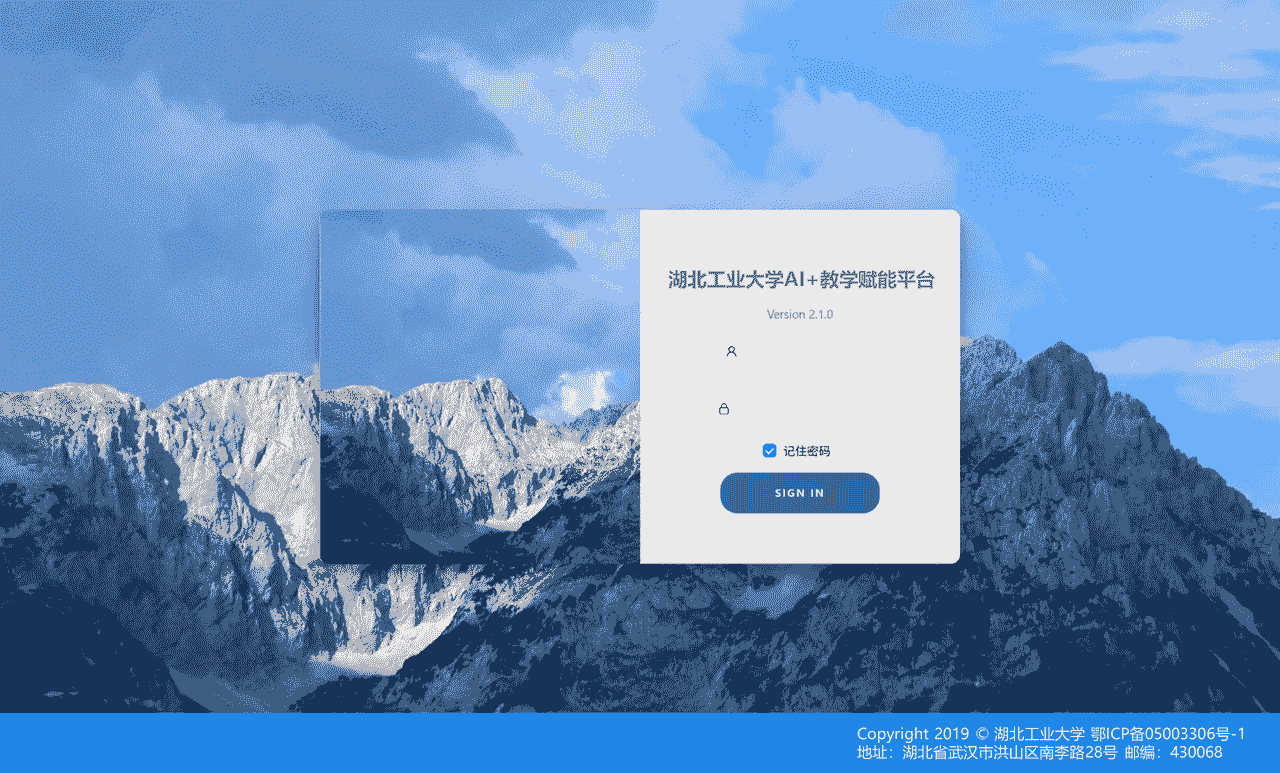 湖北工业大学AI+教学赋能平台
Version 2.1.0
记住密码
SIGN IN
Copyright 2019 © 湖北工业大学 鄂ICP备05003306号-1
地址：湖北省武汉市洪山区南李路28号 邮编：430068